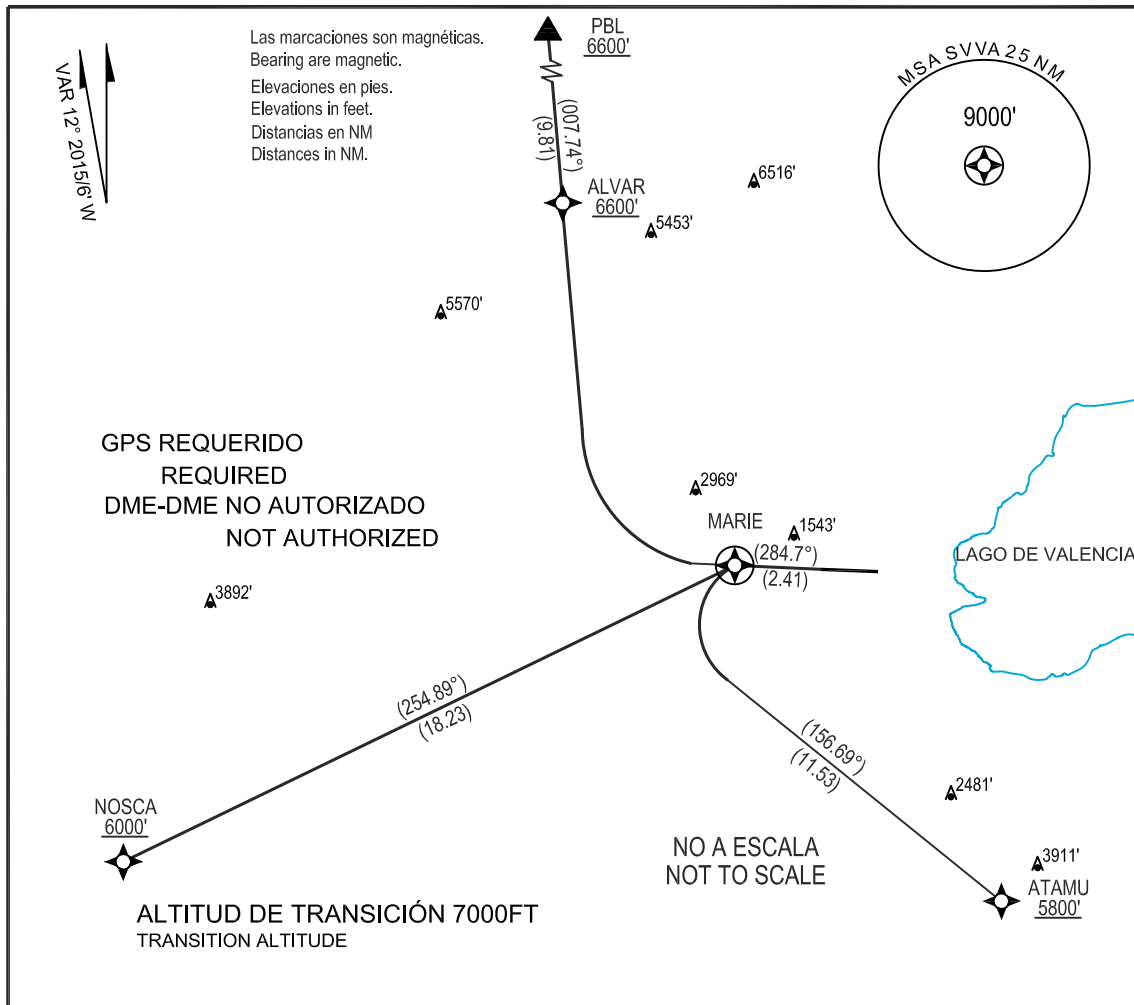 Las marcaciones son magnéticas.
Bearing are magnetic.
Elevaciones en pies.
Elevations in feet.
Distancias en NM
Distances in NM.
VAR 12° 2015/6' W
PBL
6600'
(007.74°)
(9.81)
ALVAR
6600'
MSA SVVA 25 NM
9000'
6516'
5453'
5570'
GPS REQUERIDO
REQUIRED
DME-DME NO AUTORIZADO
NOT AUTHORIZED
2969'
MARIE
1543'
(284.7°)
(2.41)
LAGO DE VALENCIA
3892'
(254.89°)
(18.23)
(156.69°)
(11.53)
2481'
NOSCA
6000'
NO A ESCALA
NOT TO SCALE
3911'
ATAMU
5800'
ALTITUD DE TRANSICIÓN 7000FT
TRANSITION ALTITUDE